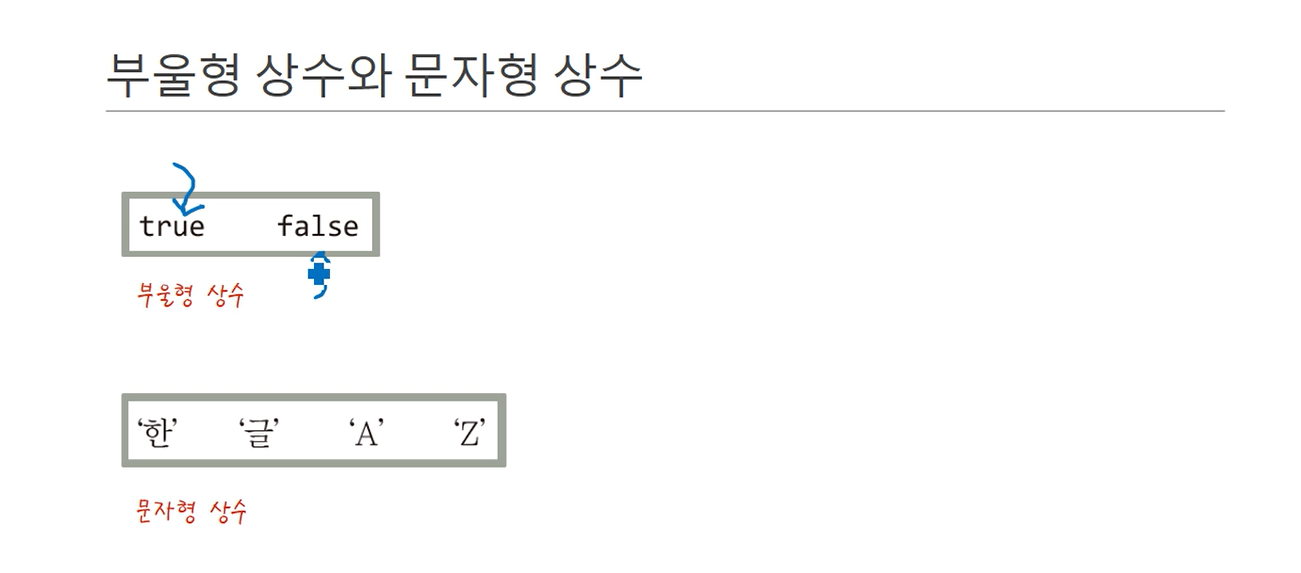 부울형 상수와 문자형 상수
true false
부울형 상수
‘한’ ‘글’ ‘A’ ‘Z’
문자형 상수